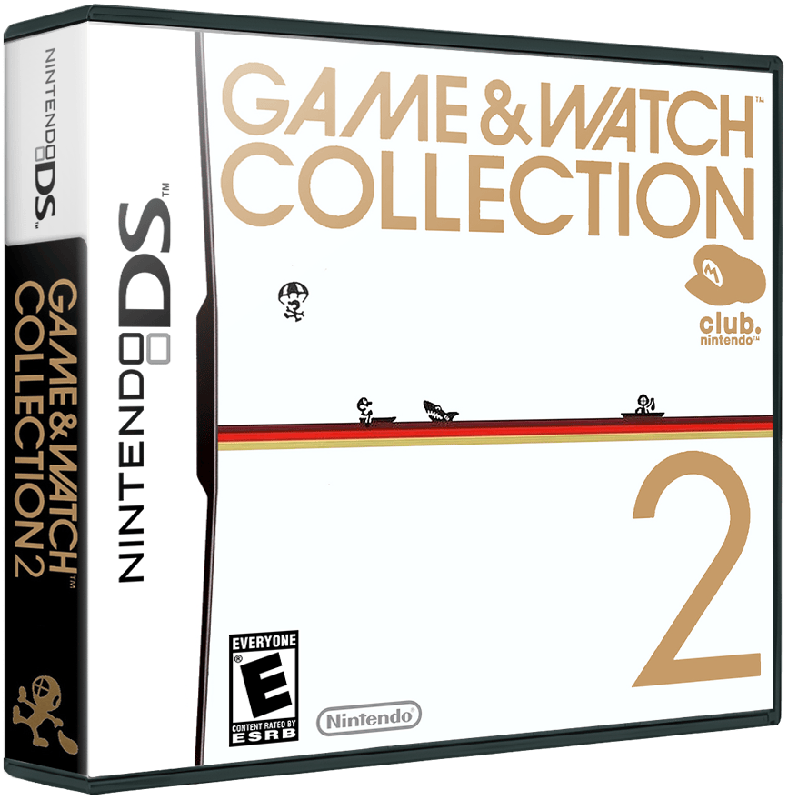 NINTENDO DS™
GAME & WATCH™
COLLECTION 2
NINTENDO DS™
GAME & WATCH™
COLLECTION
M
club.
nintendo™
2
EVERYONE
E®
CONTENT RATED BY
ESRB
Nintendo®